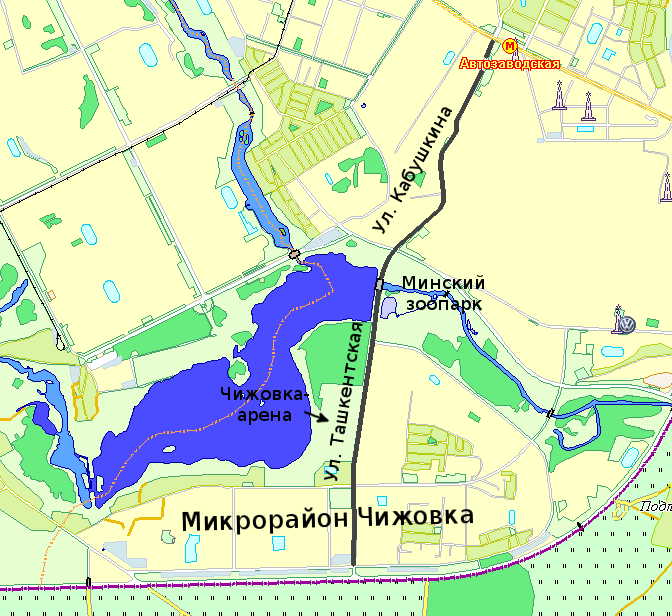 М
Автозаводская
Ул. Кабушкина
Минский
зоопарк
Ул. Ташкентская
Чижовка-
арена
Микрорайон Чижовка